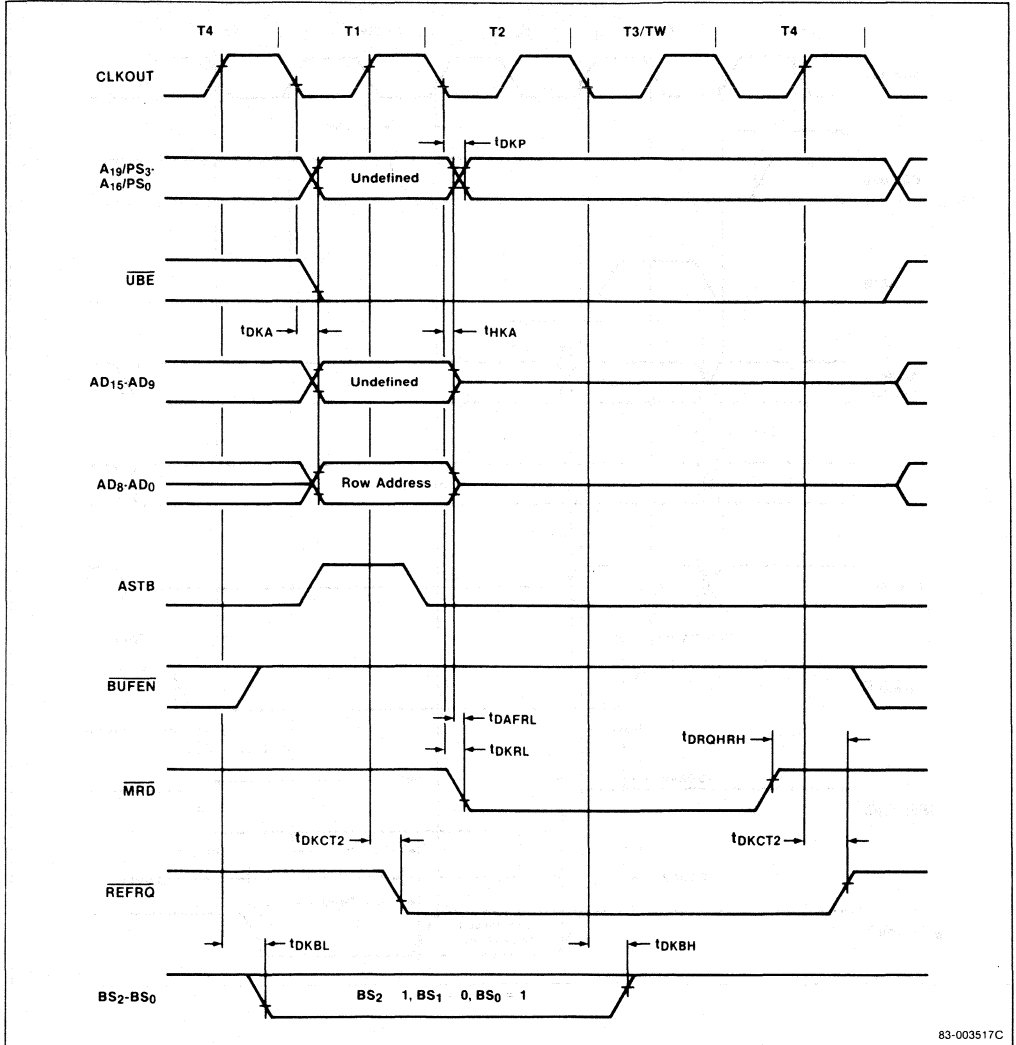 T4 T1 T2 T3/TW T4
CLKOUT
tDKP
A19/PS3-
A16/PS0
Undefined
UBE
tDKA
tHKA
AD15-AD9
Undefined
AD8-AD0
Row Address
ASTB
BUFEN
tDAFRL
tDRQHRH
tDKRL
MRD
tDKCT2 tDKCT2
REFRQ
tDKBL tDKBH
BS2-BS0
BS2 1, BS1 0, BS0 1
83-003517C